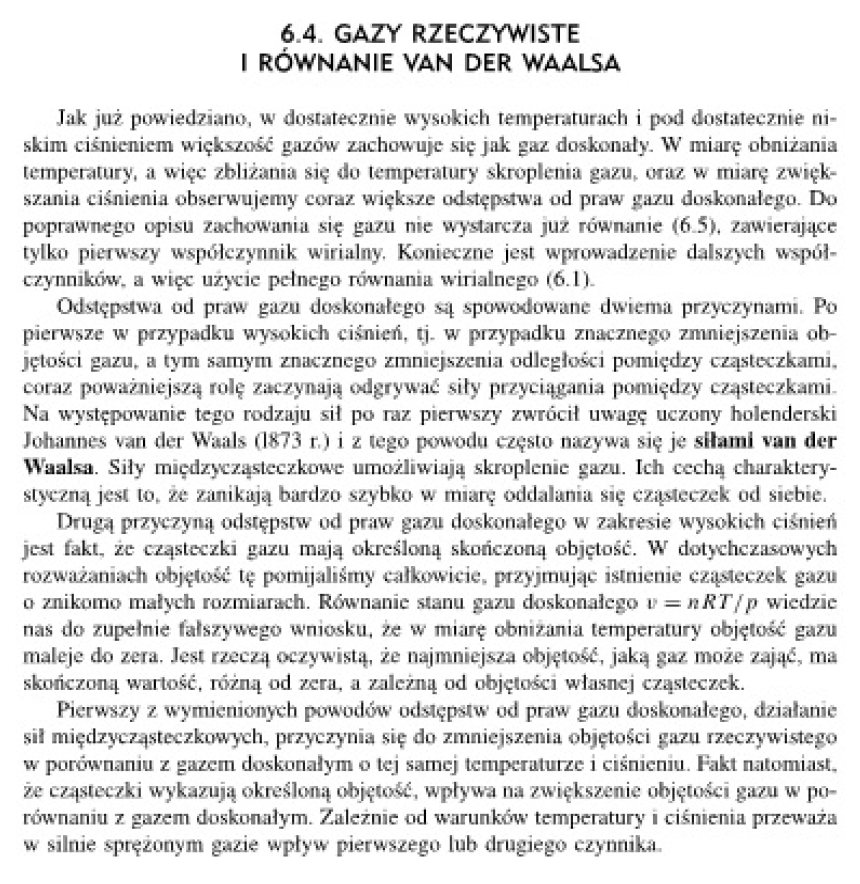 6.4. GAZY RZECZYWISTE
I RÓWNANIE VAN DER WAALSA
Jak już powiedziano, w dostatecznie wysokich temperaturach i pod dostatecznie ni-
skim ciśnieniem większość gazów zachowuje się jak gaz doskonały. W miarę obniżania
temperatury, a więc zbliżania się do temperatury skroplenia gazu, oraz w miarę zwięk-
szania ciśnienia obserwujemy coraz większe odstępstwa od praw gazu doskonałego. Do
poprawnego opisu zachowania się gazu nie wystarcza już równanie (6.5), zawierające
tylko pierwszy współczynnik wirialny. Konieczne jest wprowadzenie dalszych współ-
czynników, a więc użycie pełnego równania wirialnego (6.1).
Odstępstwa od praw gazu doskonałego są spowodowane dwiema przyczynami. Po
pierwsze w przypadku wysokich ciśnień, tj. w przypadku znacznego zmniejszenia ob-
jętości gazu, a tym samym znacznego zmniejszenia odległości pomiędzy cząsteczkami,
coraz poważniejszą rolę zaczynają odgrywać siły przyciągania pomiędzy cząsteczkami.
Na występowanie tego rodzaju sił po raz pierwszy zwrócił uwagę uczony holenderski
Johannes van der Waals (1873 r.) i z tego powodu często nazywa się je siłami van der
Waalsa. Siły międzycząsteczkowe umożliwiają skroplenie gazu. Ich cechą charaktery-
styczną jest to, że zanikają bardzo szybko w miarę oddalania się cząsteczek od siebie.
Drugą przyczyną odstępstw od praw gazu doskonałego w zakresie wysokich ciśnień
jest fakt, że cząsteczki gazu mają określoną skończoną objętość. W dotychczasowych
rozważaniach objętość tę pomijaliśmy całkowicie, przyjmując istnienie cząsteczek gazu
o znikomo małych rozmiarach. Równanie stanu gazu doskonałego v = nRT/p wiedzie
nas do zupełnie fałszywego wniosku, że w miarę obniżania temperatury objętość gazu
maleje do zera. Jest rzeczą oczywistą, że najmniejsza objętość, jaką gaz może zająć, ma
skończoną wartość, różną od zera, a zależną od objętości własnej cząsteczek.
Pierwszy z wymienionych powodów odstępstw od praw gazu doskonałego, działanie
sił międzycząsteczkowych, przyczynia się do zmniejszenia objętości gazu rzeczywistego
w porównaniu z gazem doskonałym o tej samej temperaturze i ciśnieniu. Fakt natomiast,
że cząsteczki wykazują określoną objętość, wpływa na zwiększenie objętości gazu w po-
równaniu z gazem doskonałym. Zależnie od warunków temperatury i ciśnienia przeważa
w silnie sprężonym gazie wpływ pierwszego lub drugiego czynnika.